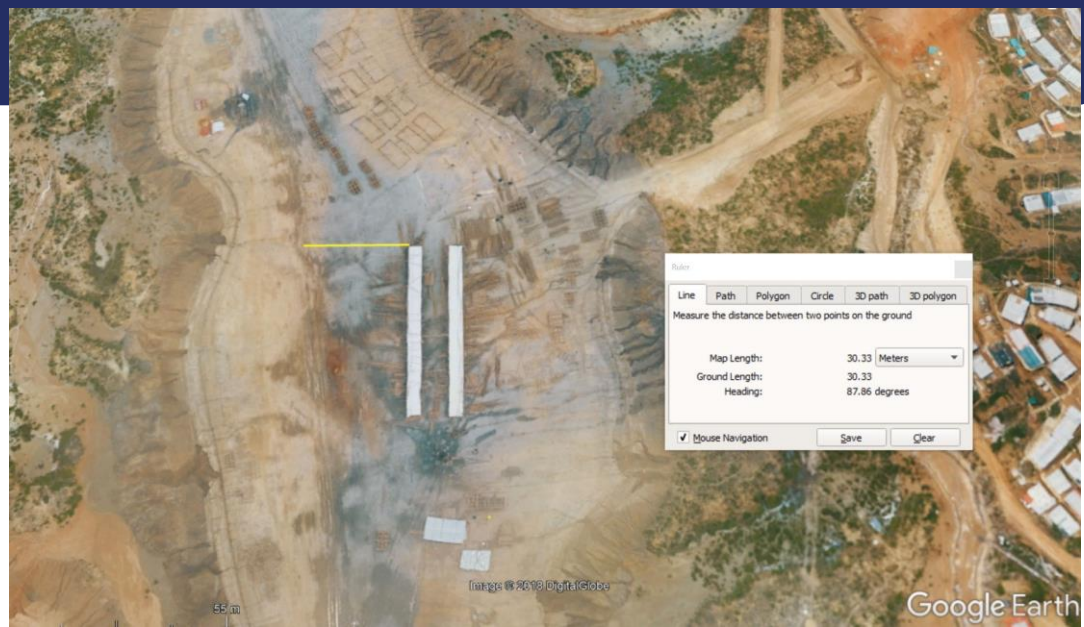 Ruler
Line Path Polygon Circle 3D path 3D polygon
Measure the distance between two points on the ground
Map Length: 30.33 Meters
Ground Length: 30.33
Heading: 87.86 degrees
Mouse Navigation Save Clear
Image © 2018 DigitalGlobe
55 m
Google Earth